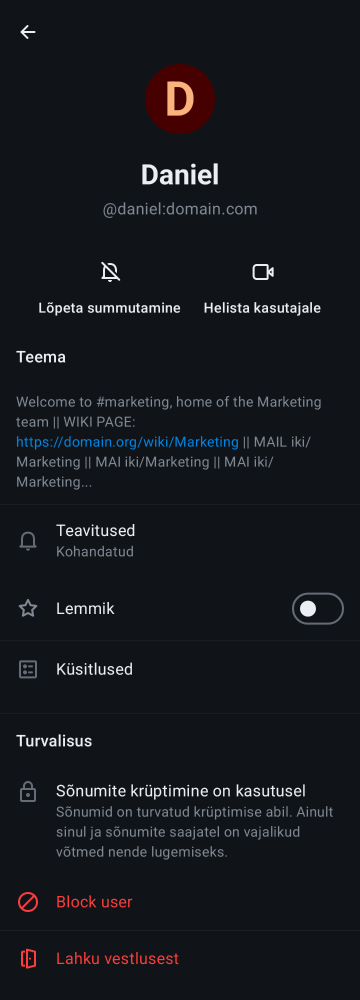 D
Daniel
@daniel:domain.com
Lõpeta summutamine
Helista kasutajale
Teema
Welcome to #marketing, home of the Marketing
team || WIKI PAGE:
https://domain.org/wiki/Marketing || MAIL iki/
Marketing || MAI iki/Marketing || MAI iki/
Marketing...
Teavitused
Kohandatud
Lemmik
Küsitlused
Turvalisus
Sõnumite krüptimine on kasutusel
Sõnumid on turvatud krüptimise abil. Ainult
sinul ja sõnumite saajatel on vajalikud
võtmed nende lugemiseks.
Block user
Lahku vestlusest